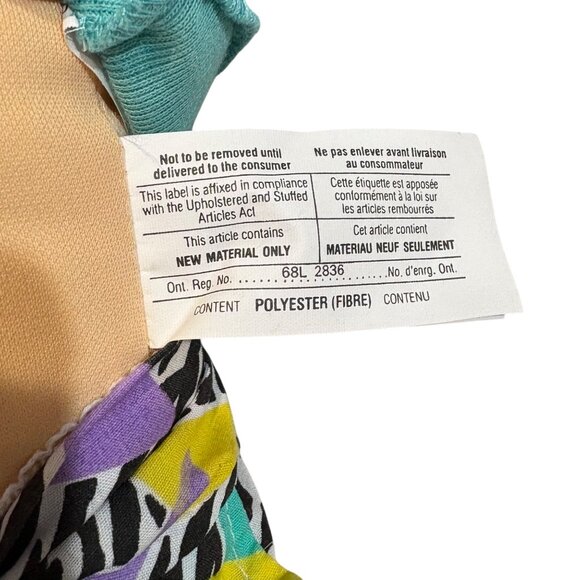 Not to be removed until
delivered to the consumer
Ne pas enlever avant livraison
au consommateur
This label is affixed in compliance
with the Upholstered and Stuffed
Articles Act
Cette étiquette est apposée
conformément à la loi sur
les articles rembourrés
This article contains
NEW MATERIAL ONLY
Cet article contient
MATERIAU NEUF SEULEMENT
Ont. Reg. No. 68L 2836 No. d'enrg. Ont.
CONTENT POLYESTER (FIBRE) CONTENU